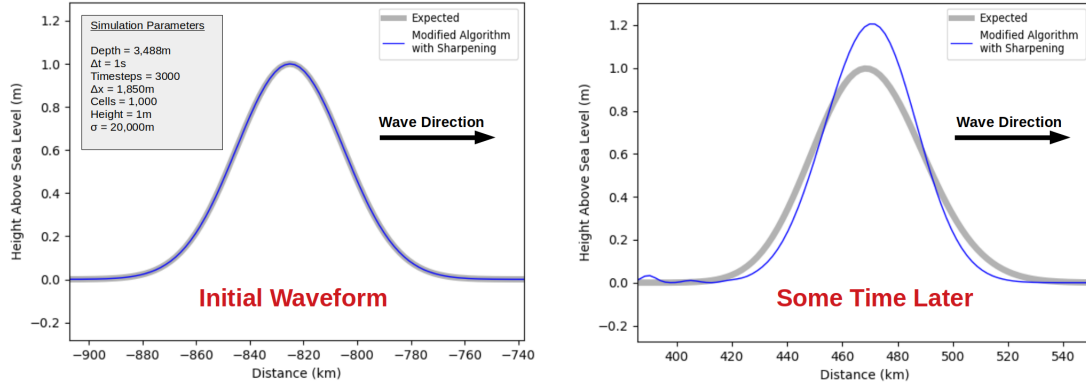 Simulation Parameters
Depth = 3,488m
Δt = 1s
Timesteps = 3000
Δx = 1,850m
Cells = 1,000
Height = 1m
σ = 20,000m
Expected
Modified Algorithm
with Sharpening
Wave Direction
Initial Waveform
Height Above Sea Level (m)
1.2
1.0
0.8
0.6
0.4
0.2
0.0
−0.2
−900
−880
−860
−840
−820
−800
−780
−760
−740
Distance (km)
Expected
Modified Algorithm
with Sharpening
Wave Direction
Some Time Later
Height Above Sea Level (m)
1.2
1.0
0.8
0.6
0.4
0.2
0.0
−0.2
400
420
440
460
480
500
520
540
Distance (km)